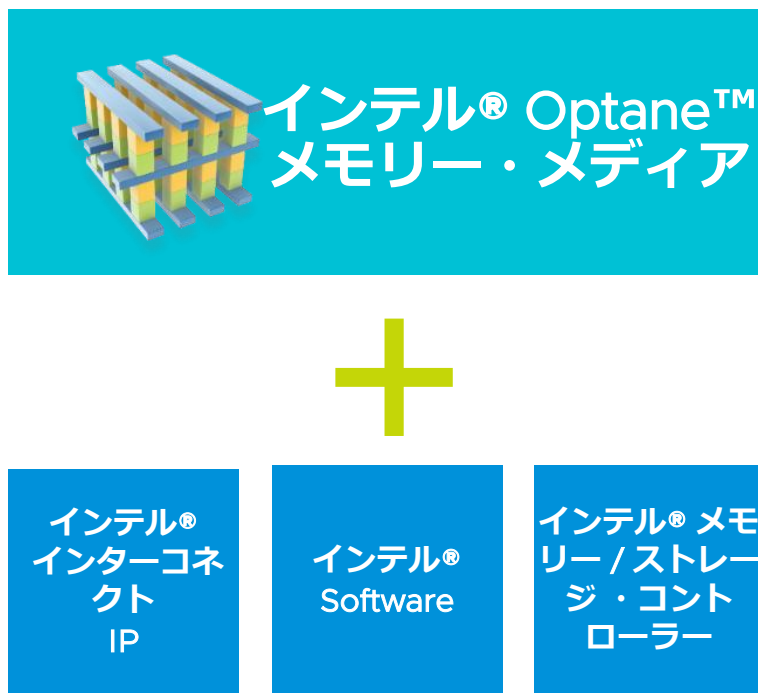 インテル® Optane™
メモリー・メディア
インテル®
インターコネ
クト
IP
インテル®
Software
インテル® メモ
リー / ストレー
ジ ・コント
ローラー